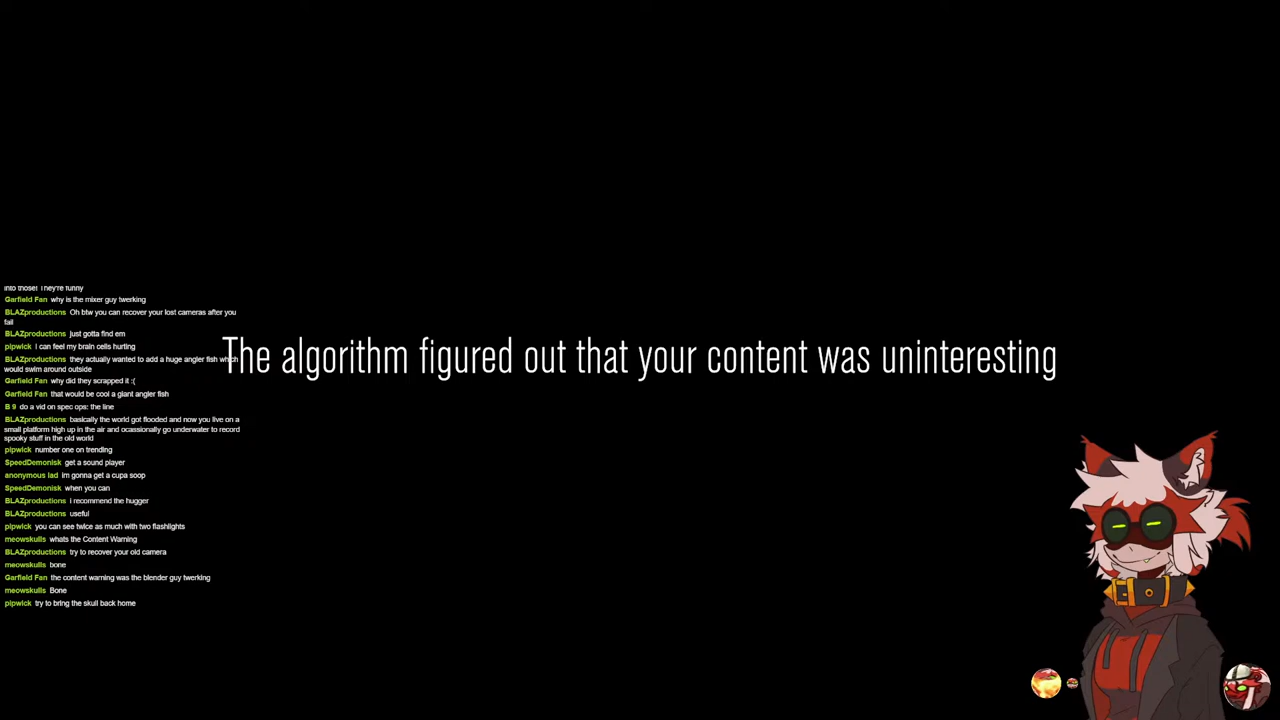 into those! They're funny
Garfield Fan why is the mixer guy twerking
BLAZproductions Oh btw you can recover your lost cameras after you
fail
BLAZproductions just gotta find em
pipwick I can feel my brain cells hurting
BLAZproductions they actually wanted to add a huge angler fish which
would swim around outside
The algorithm figured out that your content was uninteresting
Garfield Fan why did they scrapped it :(
Garfield Fan that would be cool a giant angler fish
B 9 do a vid on spec ops: the line
BLAZproductions basically the world got flooded and now you live on a
small platform high up in the air and ocassionally go underwater to record
spooky stuff in the old world
pipwick number one on trending
SpeedDemonisk get a sound player
anonymous lad im gonna get a cupa soop
SpeedDemonisk when you can
BLAZproductions i recommend the hugger
BLAZproductions useful
pipwick you can see twice as much with two flashlights
meowskulls whats the Content Warning
BLAZproductions try to recover your old camera
meowskulls bone
Garfield Fan the content warning was the blender guy twerking
meowskulls Bone
pipwick try to bring the skull back home